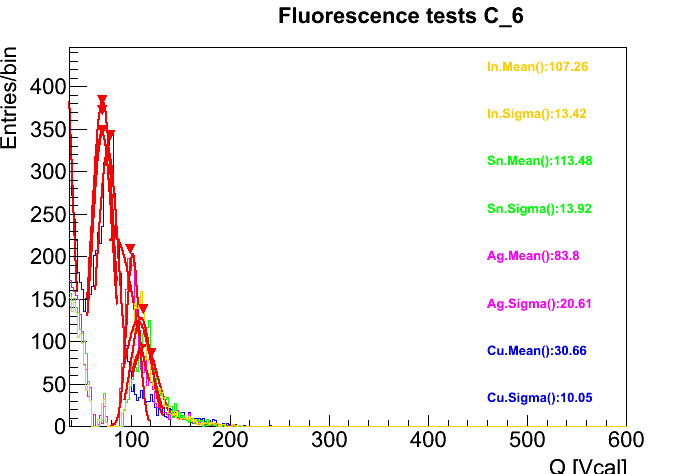 Fluorescence tests C_6
Entries/bin
400
350
300
250
200
150
100
50
0
100
200
300
400
500
600
Q [Vcal]
In.Mean():107.26
In.Sigma():13.42
Sn.Mean():113.48
Sn.Sigma():13.92
Ag.Mean():83.8
Ag.Sigma():20.61
Cu.Mean():30.66
Cu.Sigma():10.05